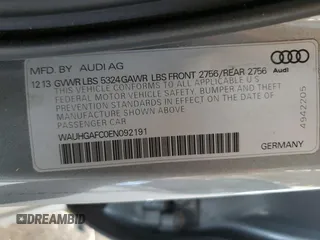 MFD. BY AUDI AG
12 13 GVWR LBS 5324 GAWR LBS FRONT 2756/REAR 2756
THIS VEHICLE CONFORMS TO ALL APPLICABLE U.S.
FEDERAL MOTOR VEHICLE SAFETY,
BUMPER, AND THEFT PREVENTION STANDARDS
IN EFFECT ON THE DATE OF
MANUFACTURE SHOWN ABOVE.
PASSENGER CAR
WAUHGAFC0EN092191
GERMANY
Audi
4942205
DREAMBID